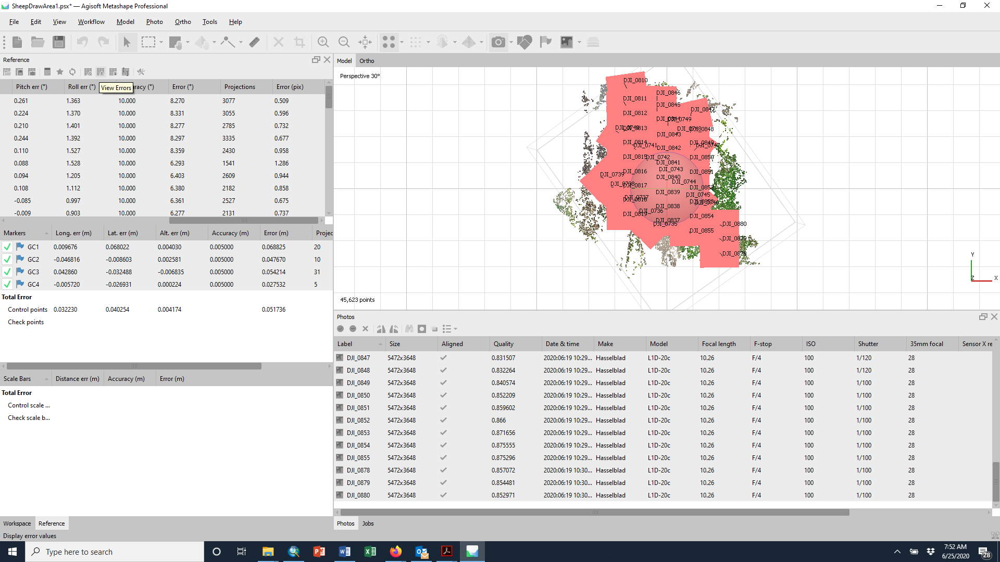 SheepDrawArea1.psx* — Agisoft Metashape Professional
File Edit View Workflow Model Photo Ortho Tools Help
Reference
Pitch err (°) Roll err (°) racy (°) Error (°) Projections Error (pix)
View Errors
0.261 1.363 10.000 8.270 3077 0.509
0.224 1.370 10.000 8.331 3055 0.596
0.210 1.401 10.000 8.277 2785 0.732
0.244 1.392 10.000 8.297 3335 0.677
0.110 1.527 10.000 8.359 2430 0.958
0.088 1.528 10.000 6.293 1541 1.286
0.094 1.205 10.000 6.403 2609 0.944
0.108 1.112 10.000 6.380 2182 0.858
-0.085 0.997 10.000 6.361 2527 0.675
-0.009 0.903 10.000 6.277 2131 0.737
Markers Long. err (m) Lat. err (m) Alt. err (m) Accuracy (m) Error (m) Projec
GC1 0.009676 0.068022 0.004030 0.005000 0.068825 20
GC2 -0.046816 -0.008603 0.002581 0.005000 0.047670 10
GC3 0.042860 -0.032488 -0.006835 0.005000 0.054214 31
GC4 -0.005720 -0.026931 0.000224 0.005000 0.027532 5
Total Error
Control points 0.032230 0.040254 0.004174 0.051736
Check points
Scale Bars Distance err (m) Accuracy (m) Error (m)
Total Error
Control scale ...
Check scale b...
Workspace Reference
Display error values
Model Ortho
Perspective 30°
DJI_0810
DJI_0846
DJI_0811
DJI_0845
DJI_0847
DJI_0812
DJI_0749
DJI_0813
DJI_0848
DJI_0843
DJI_0814
DJI_0849
DJI_0741
DJI_0747
DJI_0842
DJI_0815
DJI_0742
DJI_0850
DJI_0841
DJI_0743
DJI_0816
DJI_0851
DJI_0739
DJI_0840
DJI_0744
DJI_0817
DJI_0852
DJI_0839
DJI_0745
DJI_0737
DJI_0838
DJI_0736
DJI_0819
DJI_0854
DJI_0837
DJI_0735
DJI_0880
DJI_0855
DJI_0879
DJI_0878
Y
Z X
45,623 points
Photos
Label Size Aligned Quality Date & time Make Model Focal length F-stop ISO Shutter 35mm focal Sensor X re
DJI_0847 5472x3648 0.831507 2020:06:19 10:29... Hasselblad L1D-20c 10.26 F/4 100 1/120 28
DJI_0848 5472x3648 0.832264 2020:06:19 10:29... Hasselblad L1D-20c 10.26 F/4 100 1/120 28
DJI_0849 5472x3648 0.840574 2020:06:19 10:29... Hasselblad L1D-20c 10.26 F/4 100 1/100 28
DJI_0850 5472x3648 0.852209 2020:06:19 10:29... Hasselblad L1D-20c 10.26 F/4 100 1/100 28
DJI_0851 5472x3648 0.859602 2020:06:19 10:29... Hasselblad L1D-20c 10.26 F/4 100 1/100 28
DJI_0852 5472x3648 0.866 2020:06:19 10:29... Hasselblad L1D-20c 10.26 F/4 100 1/100 28
DJI_0853 5472x3648 0.871656 2020:06:19 10:29... Hasselblad L1D-20c 10.26 F/4 100 1/100 28
DJI_0854 5472x3648 0.875555 2020:06:19 10:29... Hasselblad L1D-20c 10.26 F/4 100 1/100 28
DJI_0855 5472x3648 0.875296 2020:06:19 10:29... Hasselblad L1D-20c 10.26 F/4 100 1/100 28
DJI_0878 5472x3648 0.857072 2020:06:19 10:30... Hasselblad L1D-20c 10.26 F/4 100 1/100 28
DJI_0879 5472x3648 0.854481 2020:06:19 10:30... Hasselblad L1D-20c 10.26 F/4 100 1/100 28
DJI_0880 5472x3648 0.852971 2020:06:19 10:30... Hasselblad L1D-20c 10.26 F/4 100 1/100 28
Photos Jobs
Type here to search
7:52 AM
6/25/2020
28